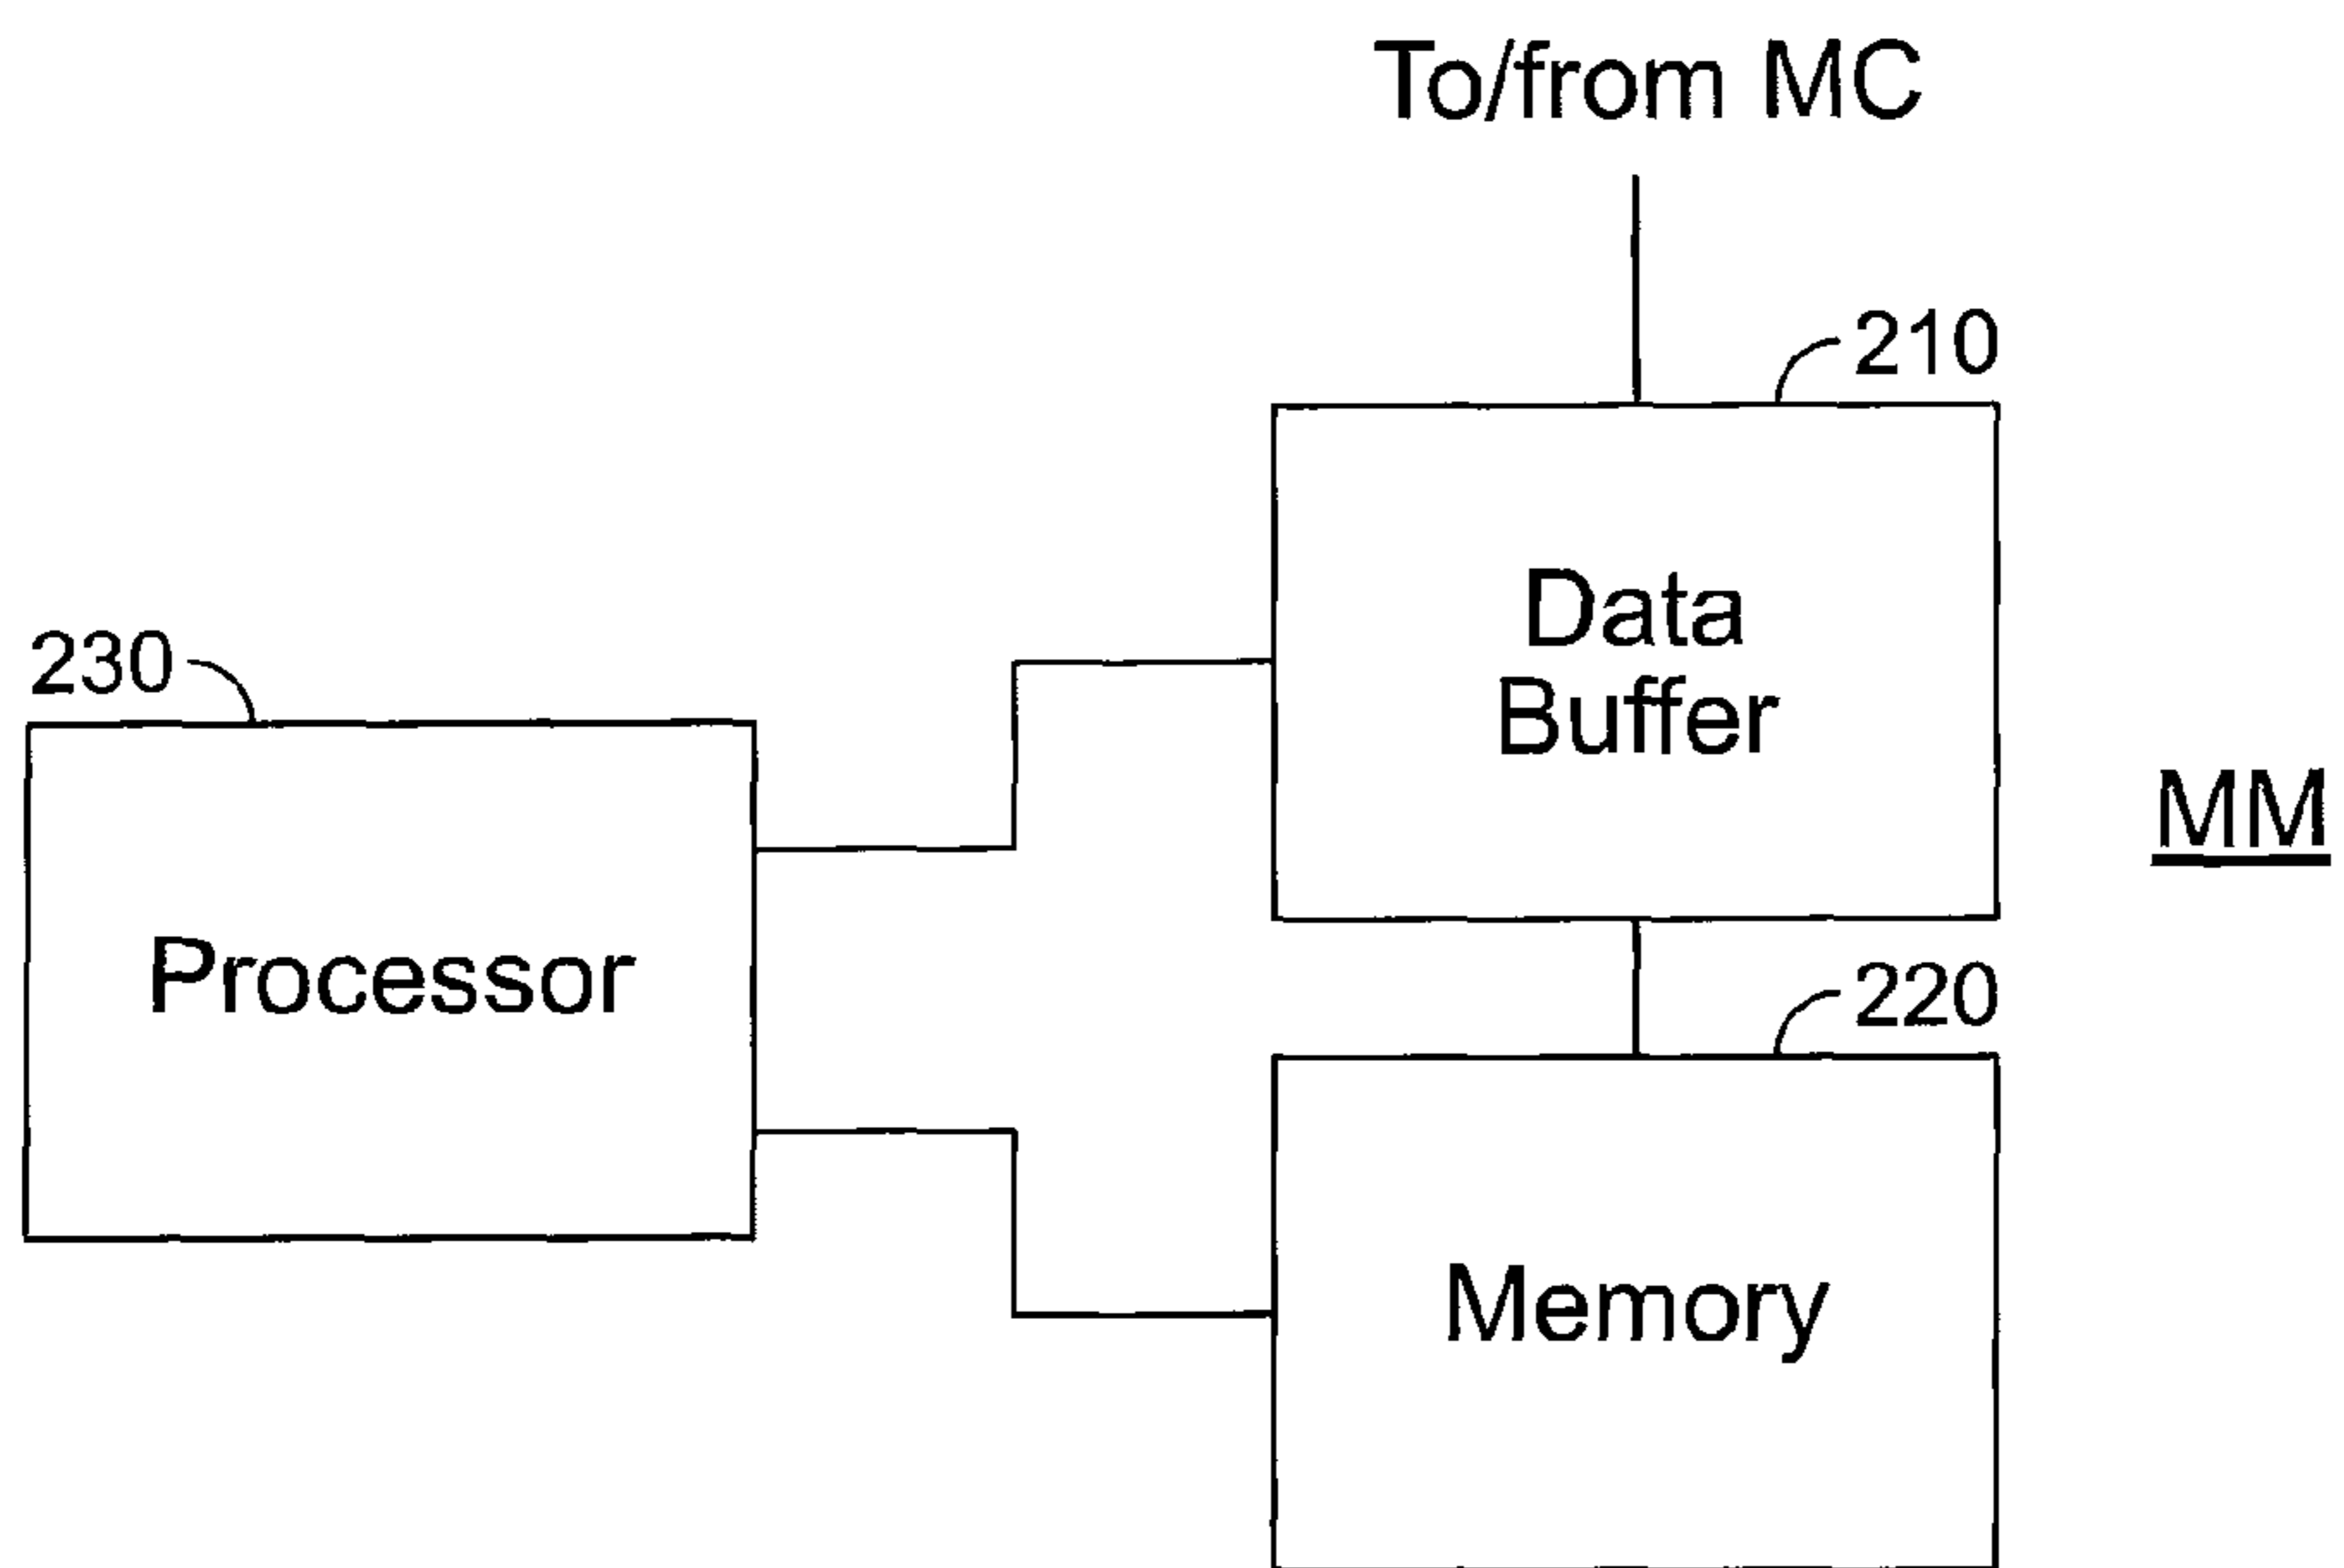 To/from MC
210
Data
Buffer
230
MM
Processor
220
Memory